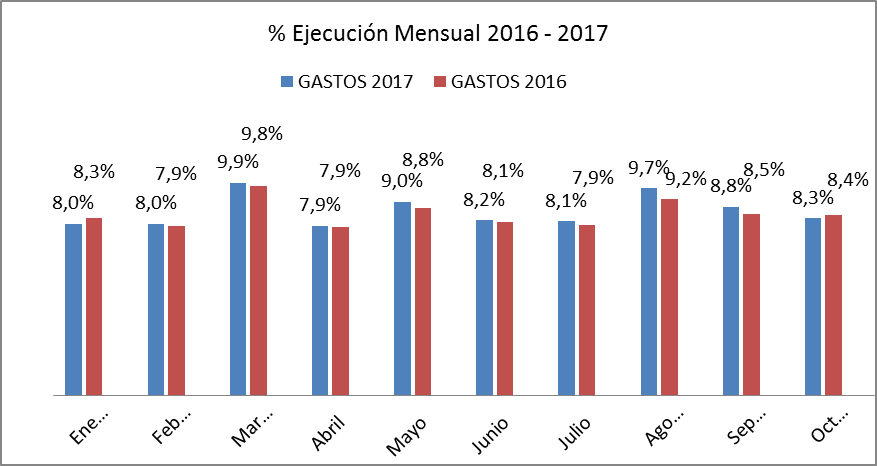 % Ejecución Mensual 2016 - 2017
GASTOS 2017 GASTOS 2016
8,0% 8,3% 8,0% 7,9% 9,9% 9,8% 7,9% 7,9% 9,0% 8,8% 8,2% 8,1% 8,1% 7,9% 9,7% 9,2% 8,8% 8,5% 8,3% 8,4%
Ene... Feb... Mar... Abril Mayo Junio Julio Ago... Sep... Oct...